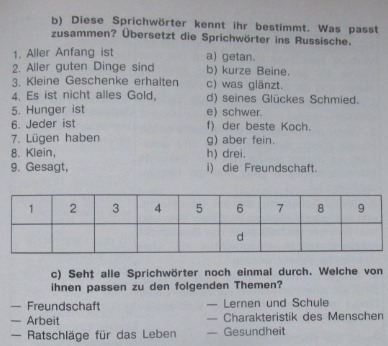 b) Diese Sprichwörter kennt ihr bestimmt. Was passt
zusammen? Übersetzt die Sprichwörter ins Russische.
1. Aller Anfang ist
2. Aller guten Dinge sind
3. Kleine Geschenke erhalten
4. Es ist nicht alles Gold,
5. Hunger ist
6. Jeder ist
7. Lügen haben
8. Klein,
9. Gesagt,
a) getan.
b) kurze Beine.
c) was glänzt.
d) seines Glückes Schmied.
e) schwer.
f) der beste Koch.
g) aber fein.
h) drei.
i) die Freundschaft.
1 2 3 4 5 6 7 8 9
d
c) Seht alle Sprichwörter noch einmal durch. Welche von
ihnen passen zu den folgenden Themen?
— Freundschaft
— Arbeit
— Ratschläge für das Leben
— Lernen und Schule
— Charakteristik des Menschen
— Gesundheit